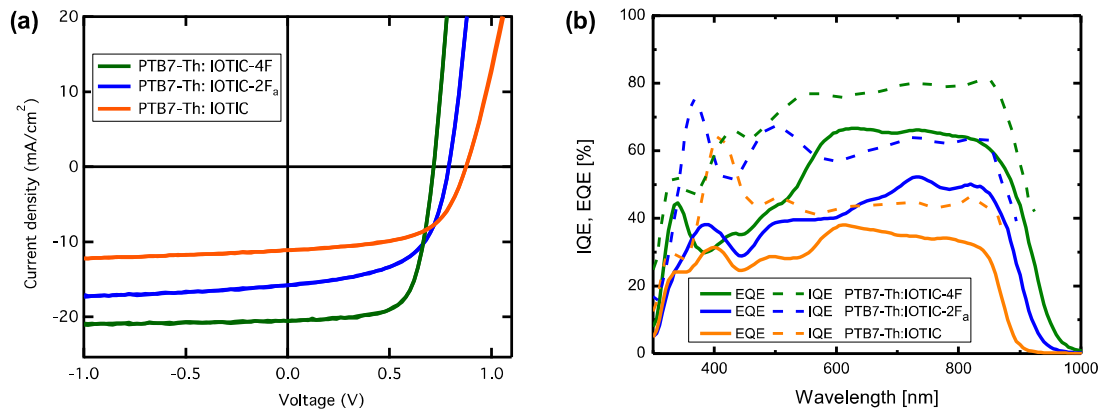 (a)
20
10
0
-10
-20
Current density (mA/cm²)
PTB7-Th: IOTIC-4F
PTB7-Th: IOTIC-2Fₐ
PTB7-Th: IOTIC
-1.0 -0.5 0.0 0.5 1.0
Voltage (V)
(b)
100
80
60
40
20
0
IQE, EQE [%]
EQE IQE PTB7-Th:IOTIC-4F
EQE IQE PTB7-Th:IOTIC-2Fₐ
EQE IQE PTB7-Th:IOTIC
400 600 800 1000
Wavelength [nm]